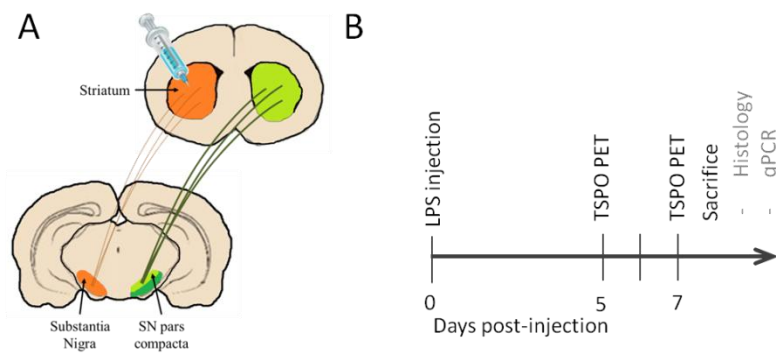 A
B
Striatum
Substantia
Nigra
SN pars
compacta
LPS injection
TSPO PET
TSPO PET
Sacrifice
- Histology
- qPCR
0
5
7
Days post-injection